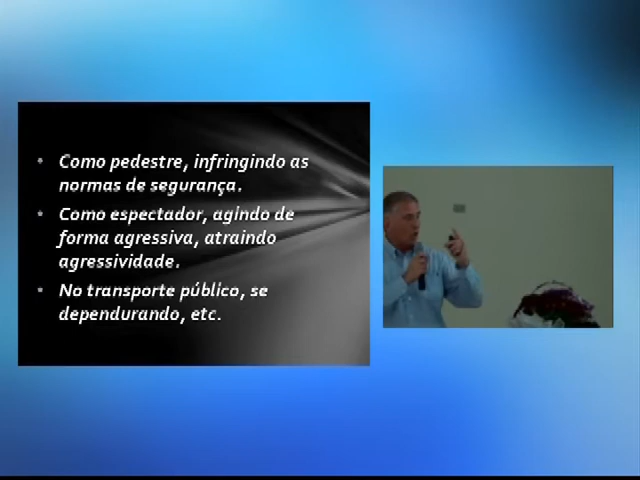 • Como pedestre, infringindo as
normas de segurança.
• Como espectador, agindo de
forma agressiva, atraindo
agressividade.
• No transporte público, se
dependurando, etc.